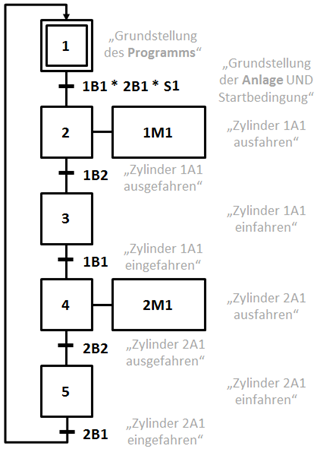 1
„Grundstellung
des Programms“
1B1 * 2B1 * S1
„Grundstellung
der Anlage UND
Startbedingung“
2
1M1
„Zylinder 1A1
ausfahren“
1B2
„Zylinder 1A1
ausgefahren“
3
„Zylinder 1A1
einfahren“
1B1
„Zylinder 1A1
eingefahren“
4
2M1
„Zylinder 2A1
ausfahren“
2B2
„Zylinder 2A1
ausgefahren“
5
„Zylinder 2A1
einfahren“
2B1
„Zylinder 2A1
eingefahren“